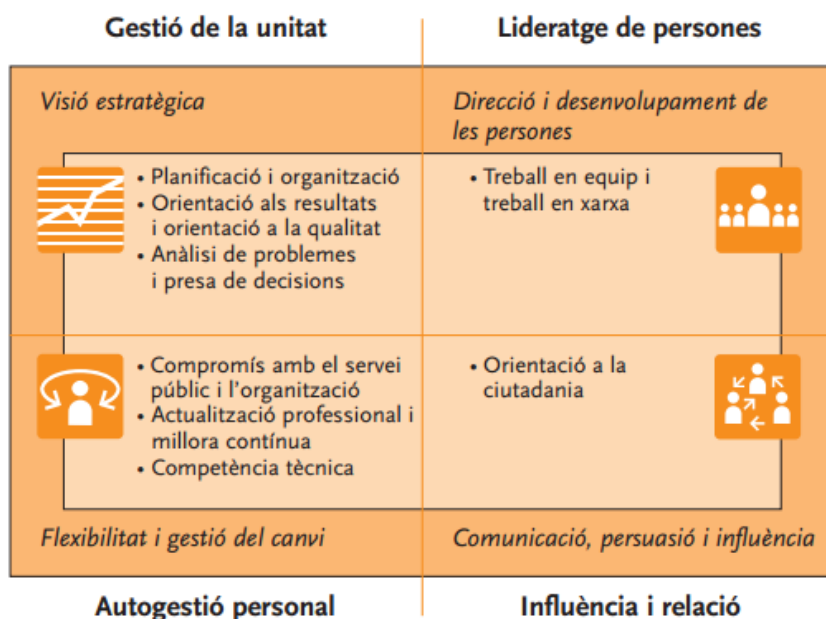 Gestió de la unitat
Lideratge de persones
Visió estratègica
Direcció i desenvolupament de
les persones
• Planificació i organització
• Orientació als resultats
i orientació a la qualitat
• Anàlisi de problemes
i presa de decisions
• Treball en equip i
treball en xarxa
• Compromís amb el servei
públic i l’organització
• Actualització professional i
millora contínua
• Competència tècnica
• Orientació a la
ciutadania
Flexibilitat i gestió del canvi
Comunicació, persuasió i influència
Autogestió personal
Influència i relació